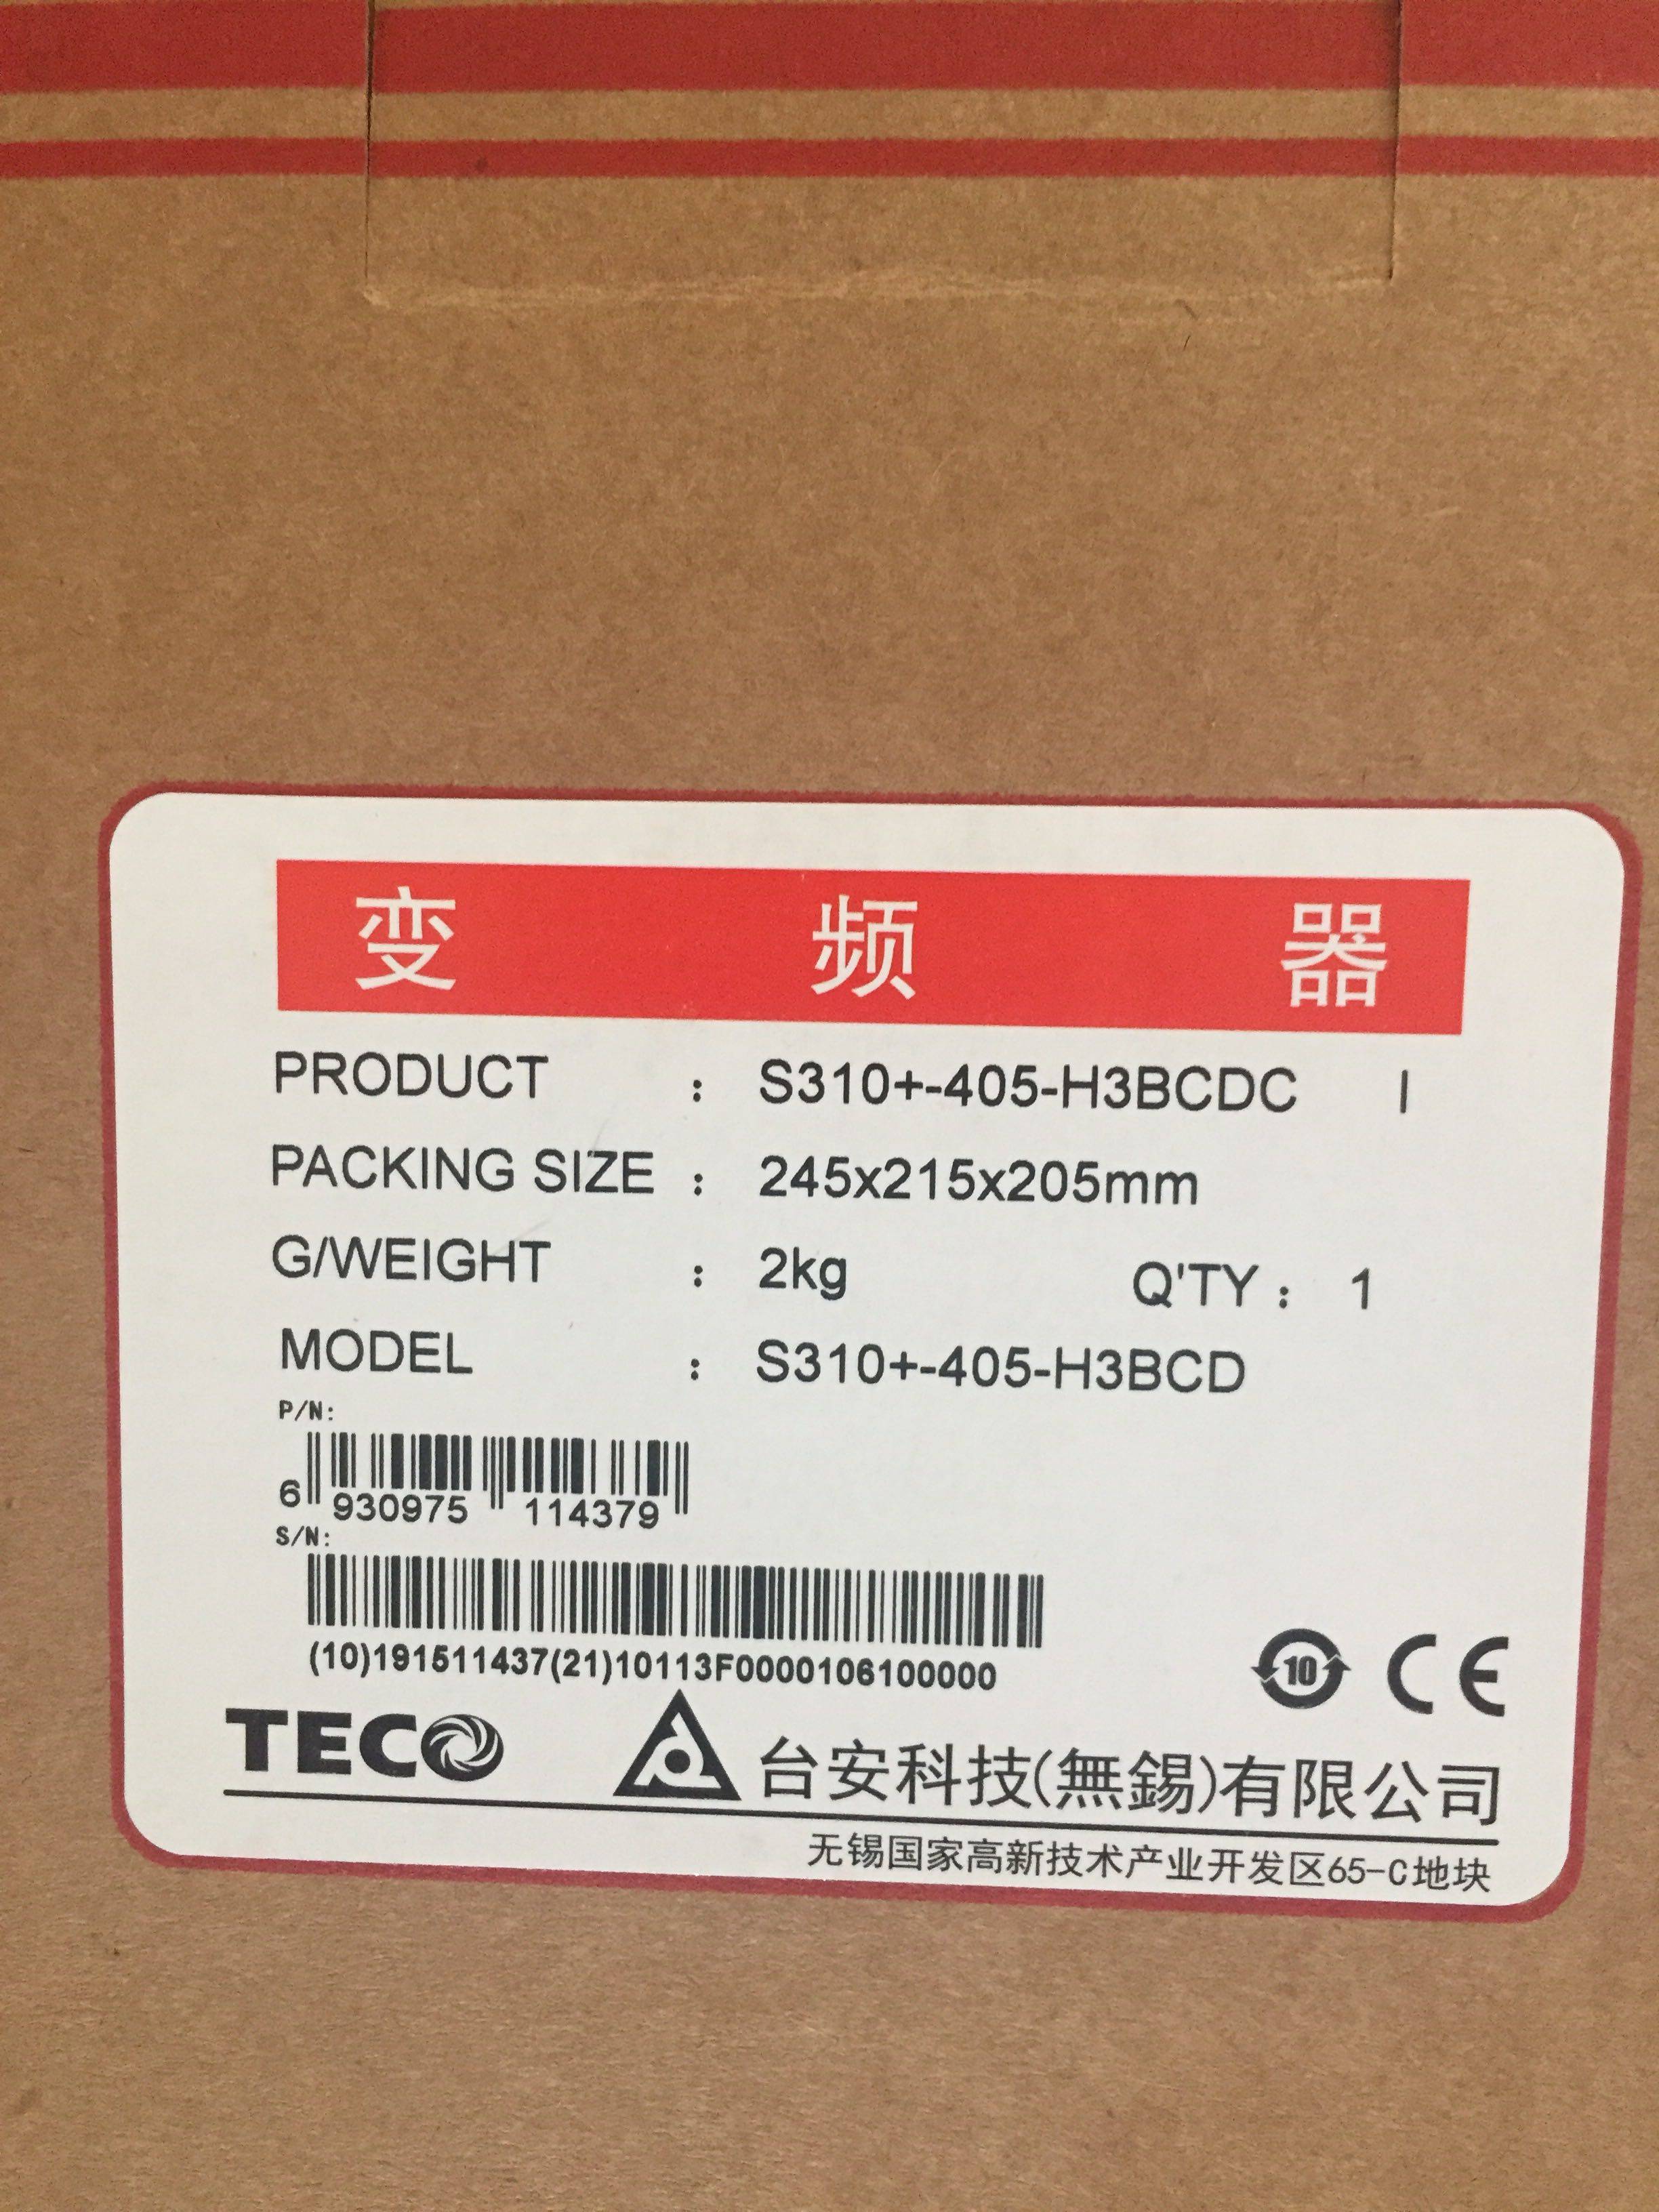 变 频 器
PRODUCT : S310+-405-H3BCDC I
PACKING SIZE : 245x215x205mm
G/WEIGHT : 2kg Q'TY : 1
MODEL : S310+-405-H3BCD
P/N:
6 930975 114379
S/N:
(10)191511437(21)10113F0000106100000
10 CE
TECO 台安科技(無錫)有限公司
无锡国家高新技术产业开发区65-C地块